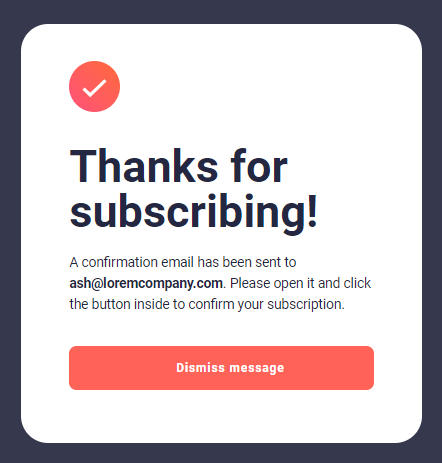 Thanks for
subscribing!
A confirmation email has been sent to
ash@loremcompany.com. Please open it and click
the button inside to confirm your subscription.
Dismiss message